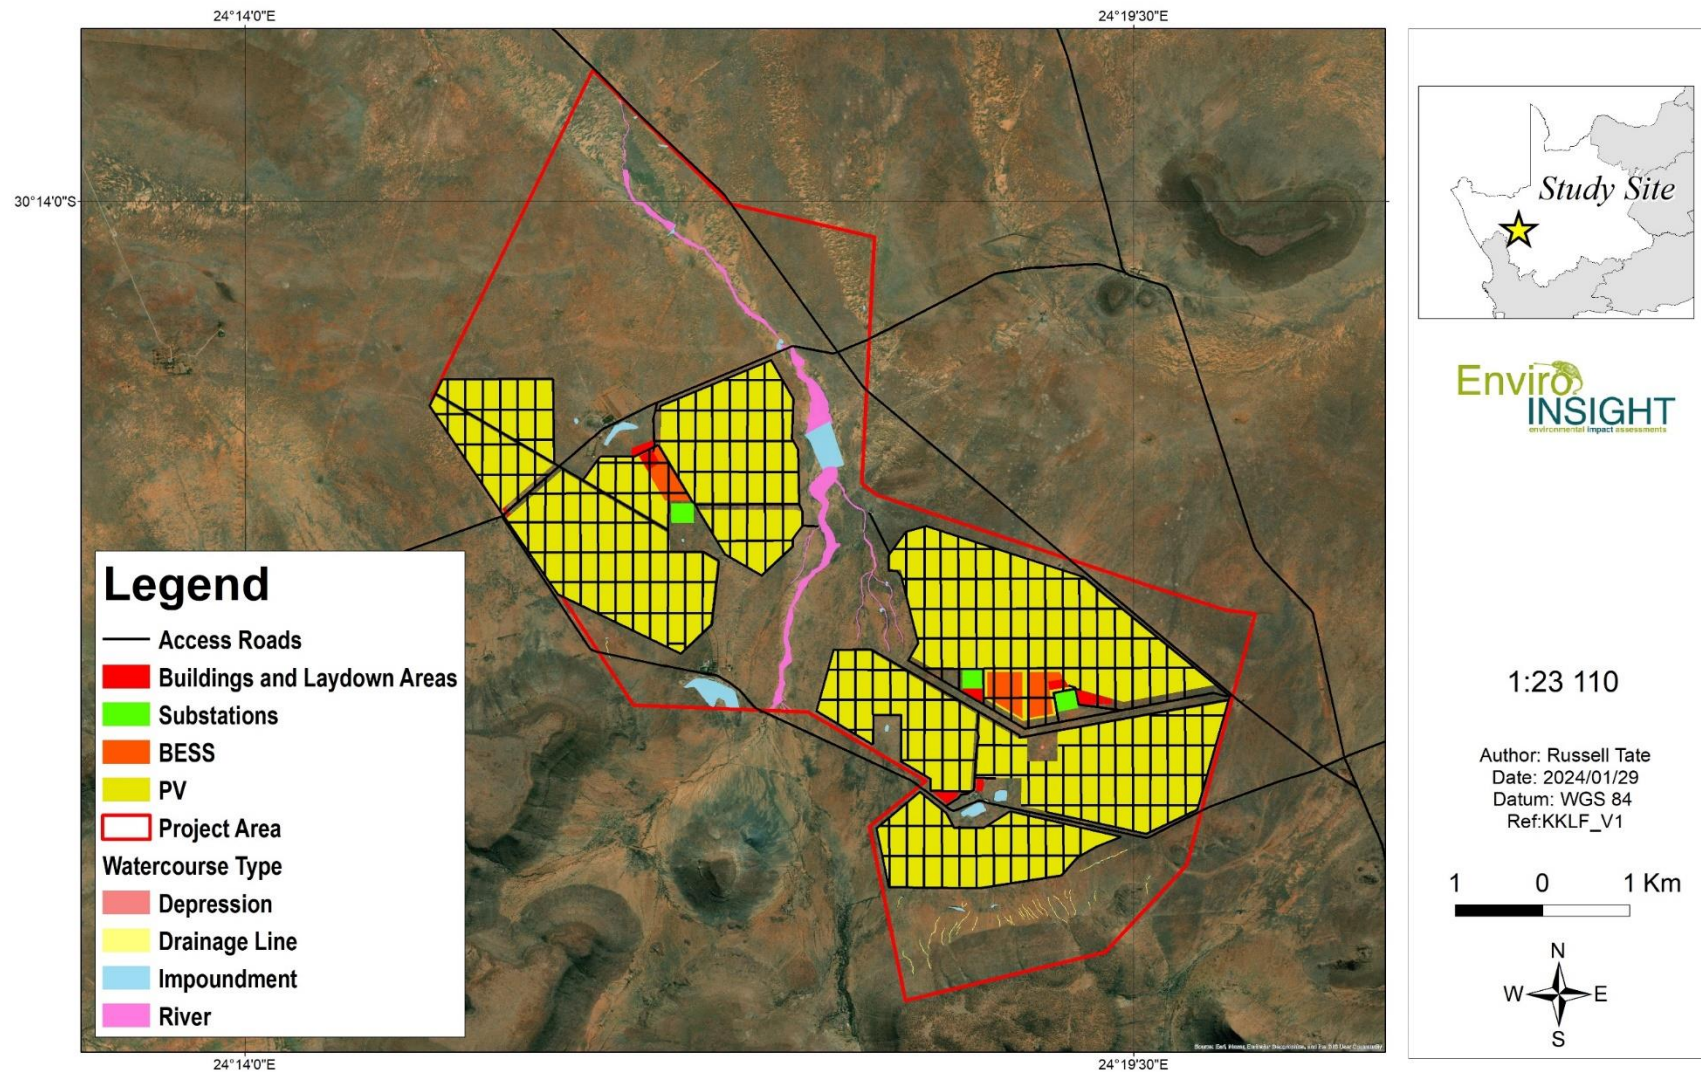 24°14'0"E
24°19'30"E
30°14'0"S
Study Site
Enviro
INSIGHT
environmental impact assessments
Legend
Access Roads
Buildings and Laydown Areas
Substations
BESS
PV
Project Area
Watercourse Type
Depression
Drainage Line
Impoundment
River
1:23 110
Author: Russell Tate
Date: 2024/01/29
Datum: WGS 84
Ref:KKLF_V1
1 0 1 Km
N
W E
S
24°14'0"E
24°19'30"E